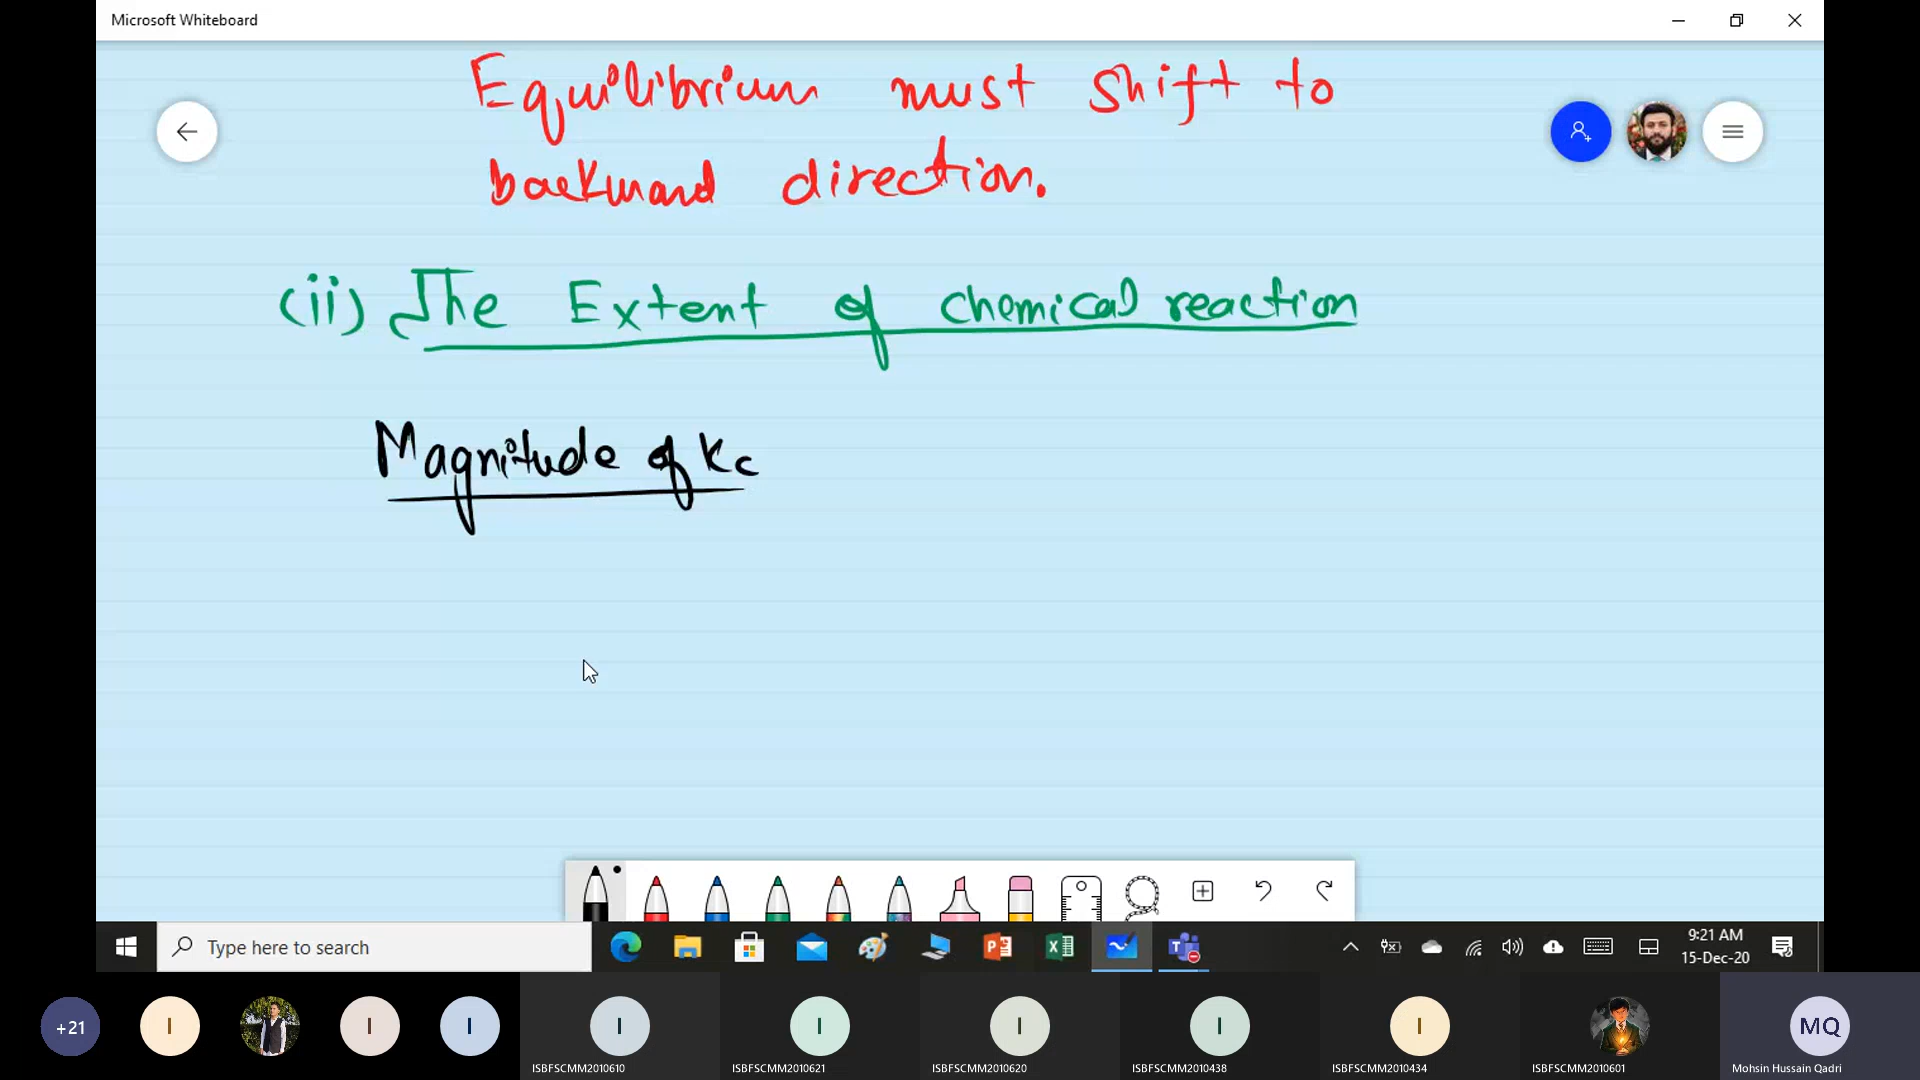 Microsoft Whiteboard
Equilibrium must shift to
backward direction.
(ii) The Extent of chemical reaction
Magnitude of Kc
Type here to search
9:21 AM
15-Dec-20
+21
I
I
I
I
I
I
I
I
MQ
ISBFSCMM2010610
ISBFSCMM2010621
ISBFSCMM2010620
ISBFSCMM2010438
ISBFSCMM2010434
ISBFSCMM2010601
Mohsin Hussain Qadri